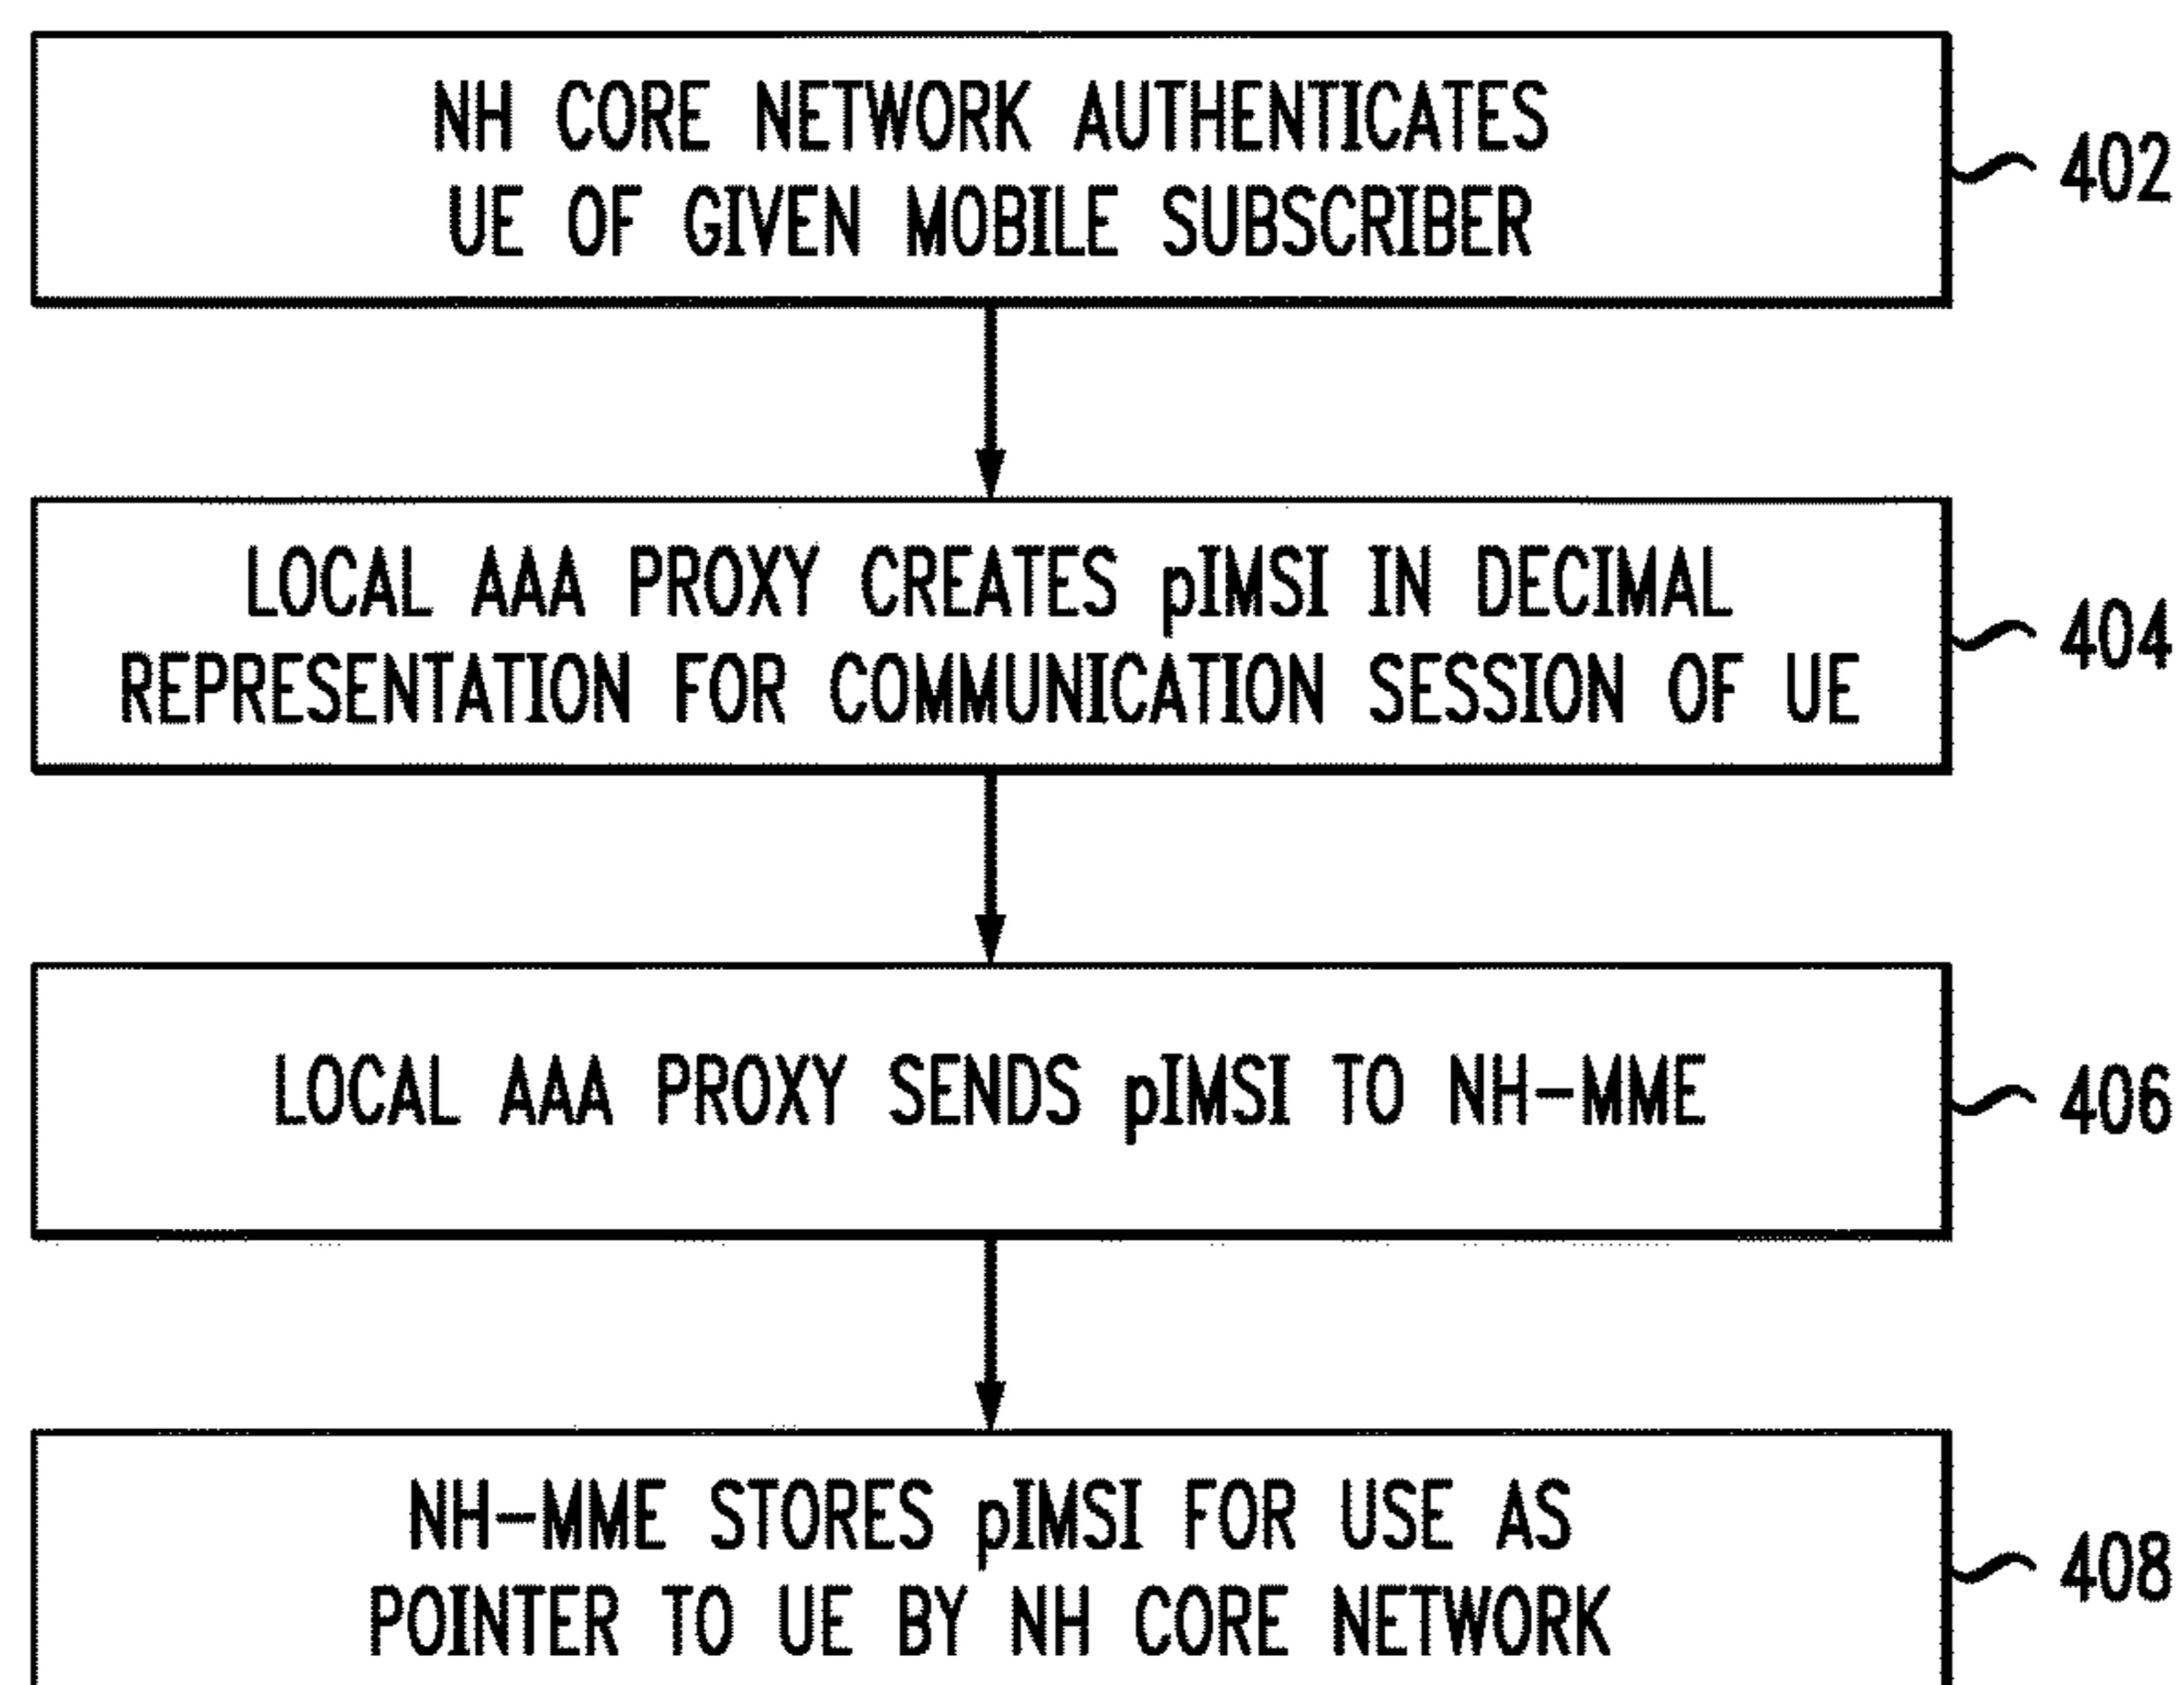 NH CORE NETWORK AUTHENTICATES
UE OF GIVEN MOBILE SUBSCRIBER
402
LOCAL AAA PROXY CREATES pIMSI IN DECIMAL
REPRESENTATION FOR COMMUNICATION SESSION OF UE
404
LOCAL AAA PROXY SENDS pIMSI TO NH-MME
406
NH-MME STORES pIMSI FOR USE AS
POINTER TO UE BY NH CORE NETWORK
408